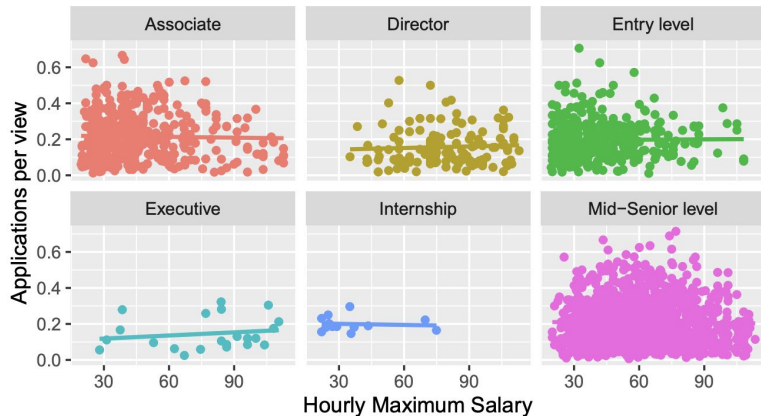 Associate
Director
Entry level
0.6
0.4
0.2
0.0
Executive
Internship
Mid−Senior level
0.6
0.4
0.2
0.0
30 60 90
30 60 90
30 60 90
Applications per view
Hourly Maximum Salary